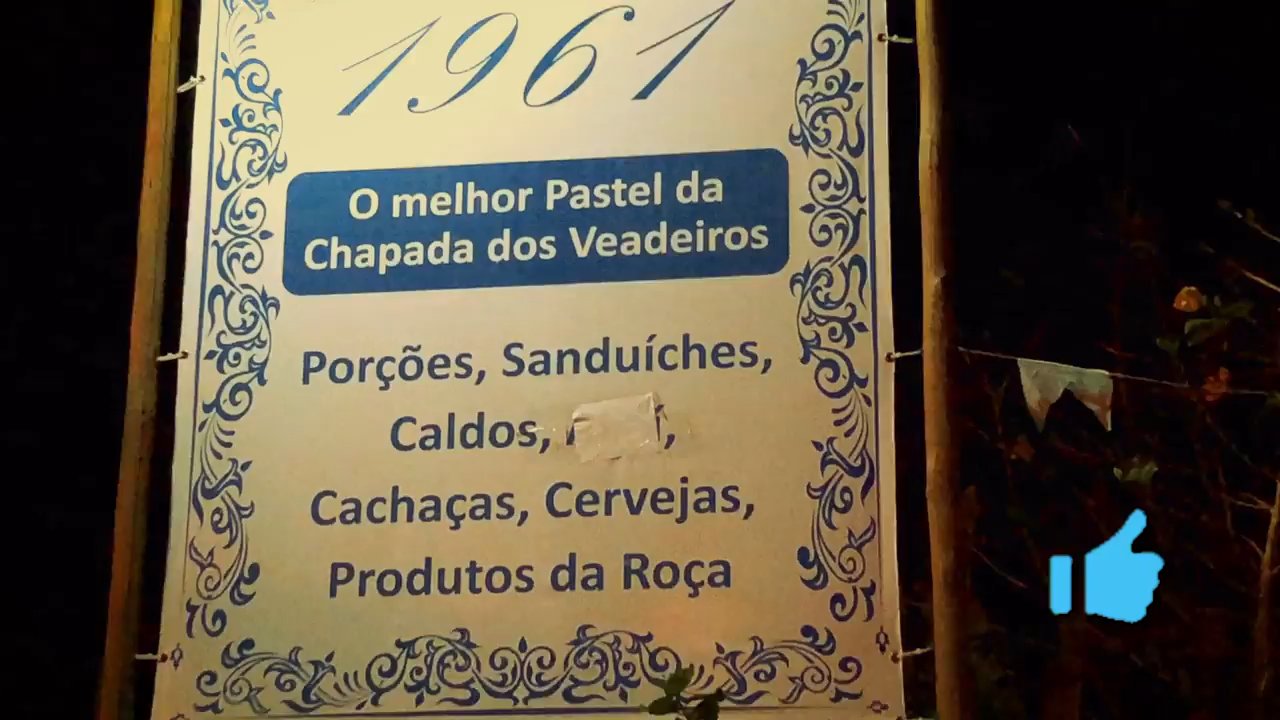 1961
O melhor Pastel da
Chapada dos Veadeiros
Porções, Sanduíches,
Caldos,
Cachaças, Cervejas,
Produtos da Roça